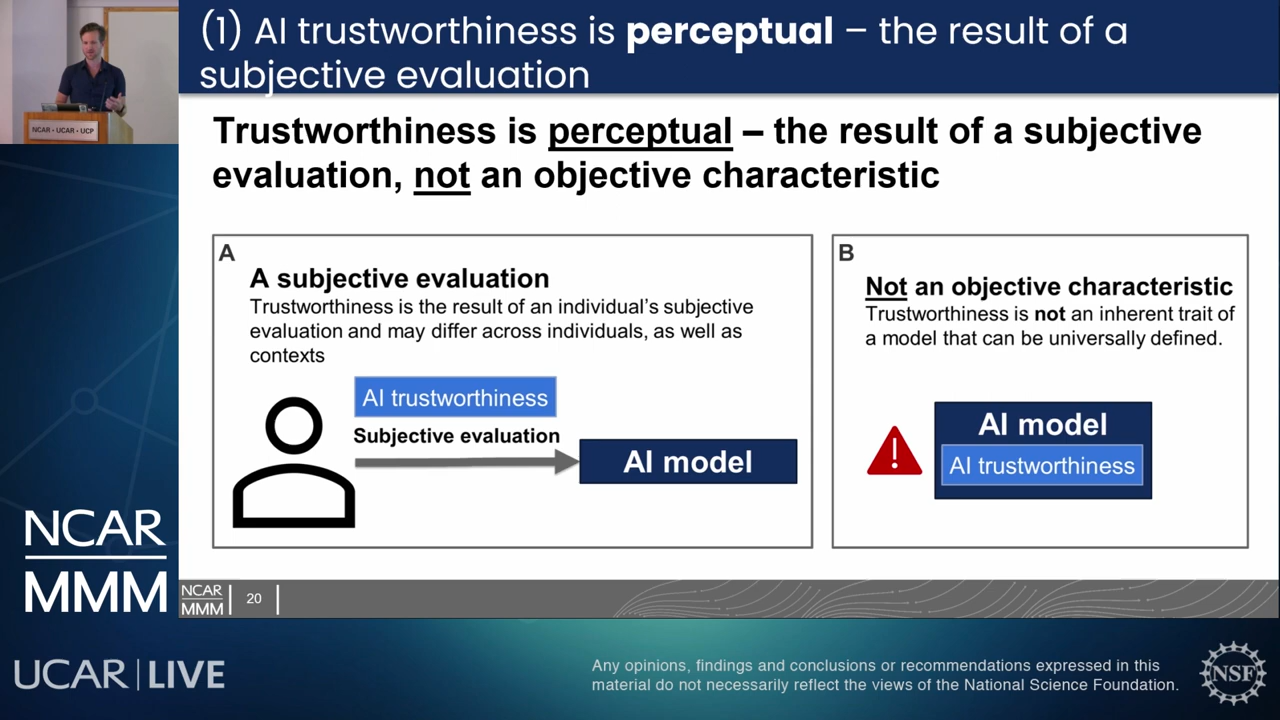 (1) AI trustworthiness is perceptual – the result of a
subjective evaluation
NCAR • UCAR • UCP
Trustworthiness is perceptual – the result of a subjective
evaluation, not an objective characteristic
A
A subjective evaluation
Trustworthiness is the result of an individual's subjective
evaluation and may differ across individuals, as well as
contexts
AI trustworthiness
Subjective evaluation
AI model
B
Not an objective characteristic
Trustworthiness is not an inherent trait of
a model that can be universally defined.
!
AI model
AI trustworthiness
NCAR
MMM
NCAR
MMM
20
UCAR | LIVE
Any opinions, findings and conclusions or recommendations expressed in this
material do not necessarily reflect the views of the National Science Foundation.
NSF